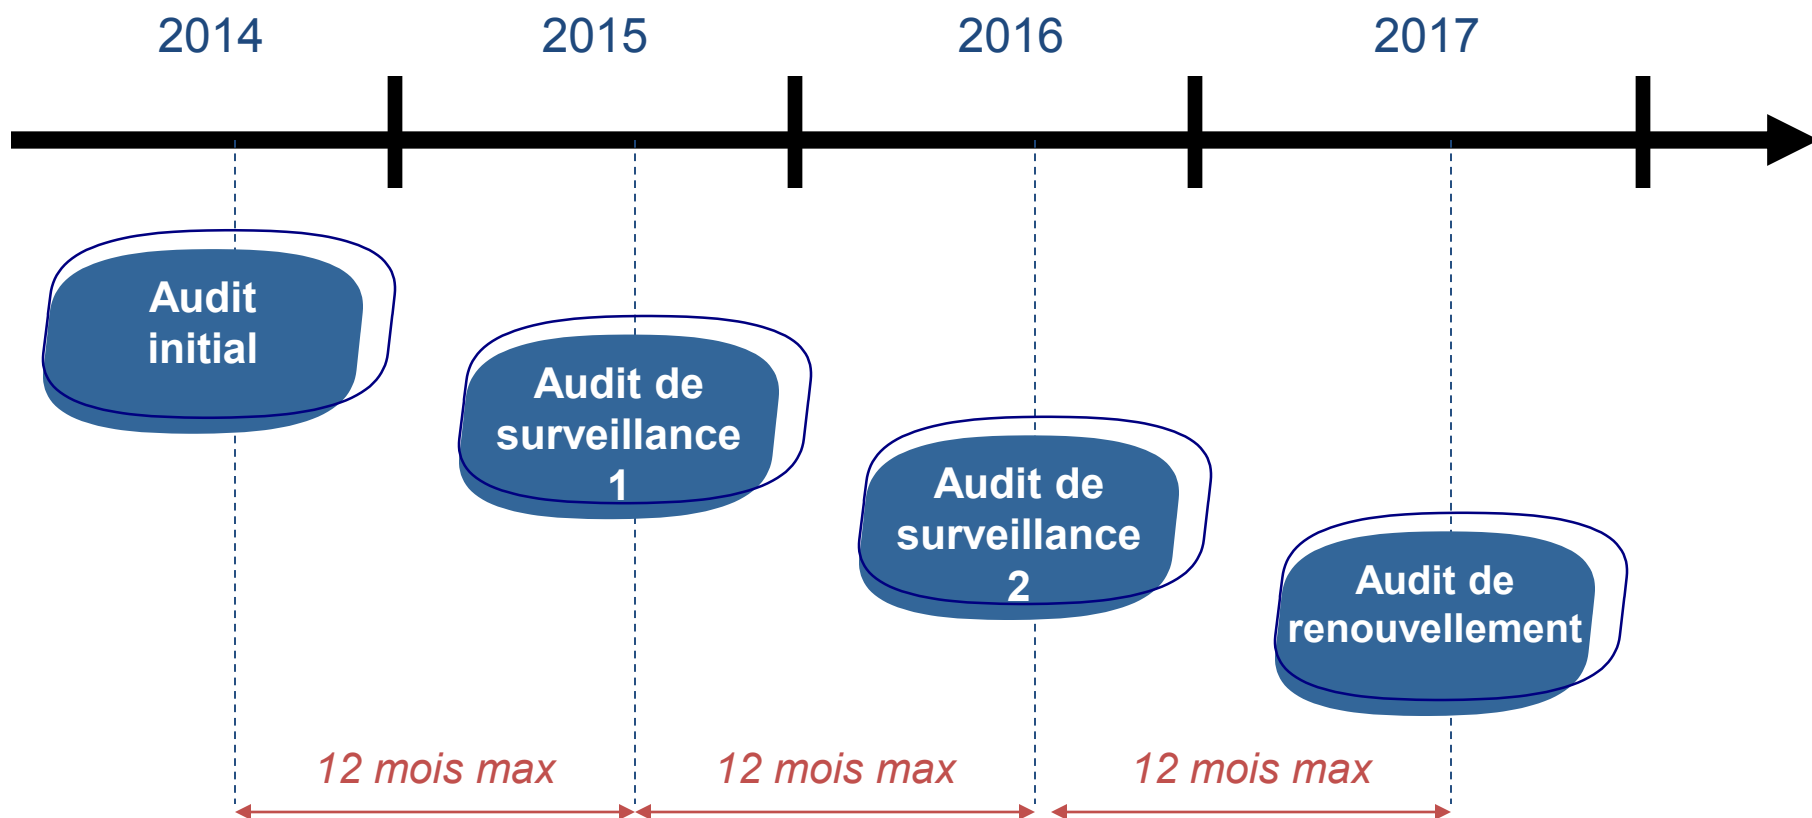 2014
2015
2016
2017
Audit
initial
Audit de
surveillance
1
Audit de
surveillance
2
Audit de
renouvellement
12 mois max
12 mois max
12 mois max